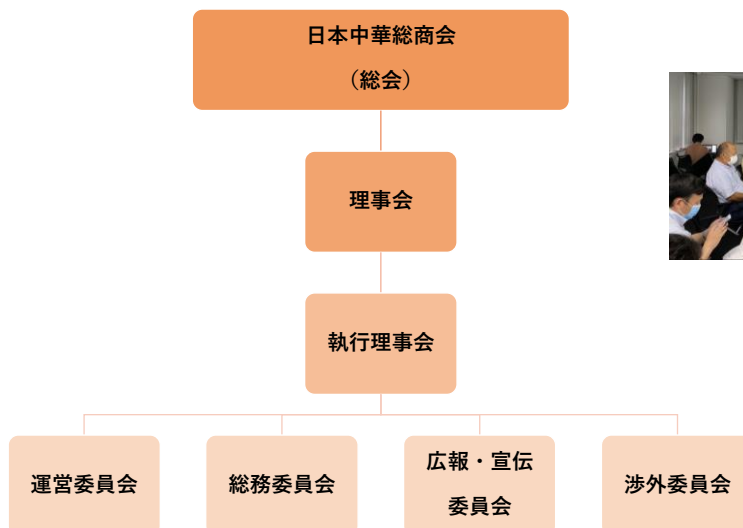 日本中華総商会
（総会）
理事会
執行理事会
運営委員会
総務委員会
広報・宣伝
委員会
渉外委員会